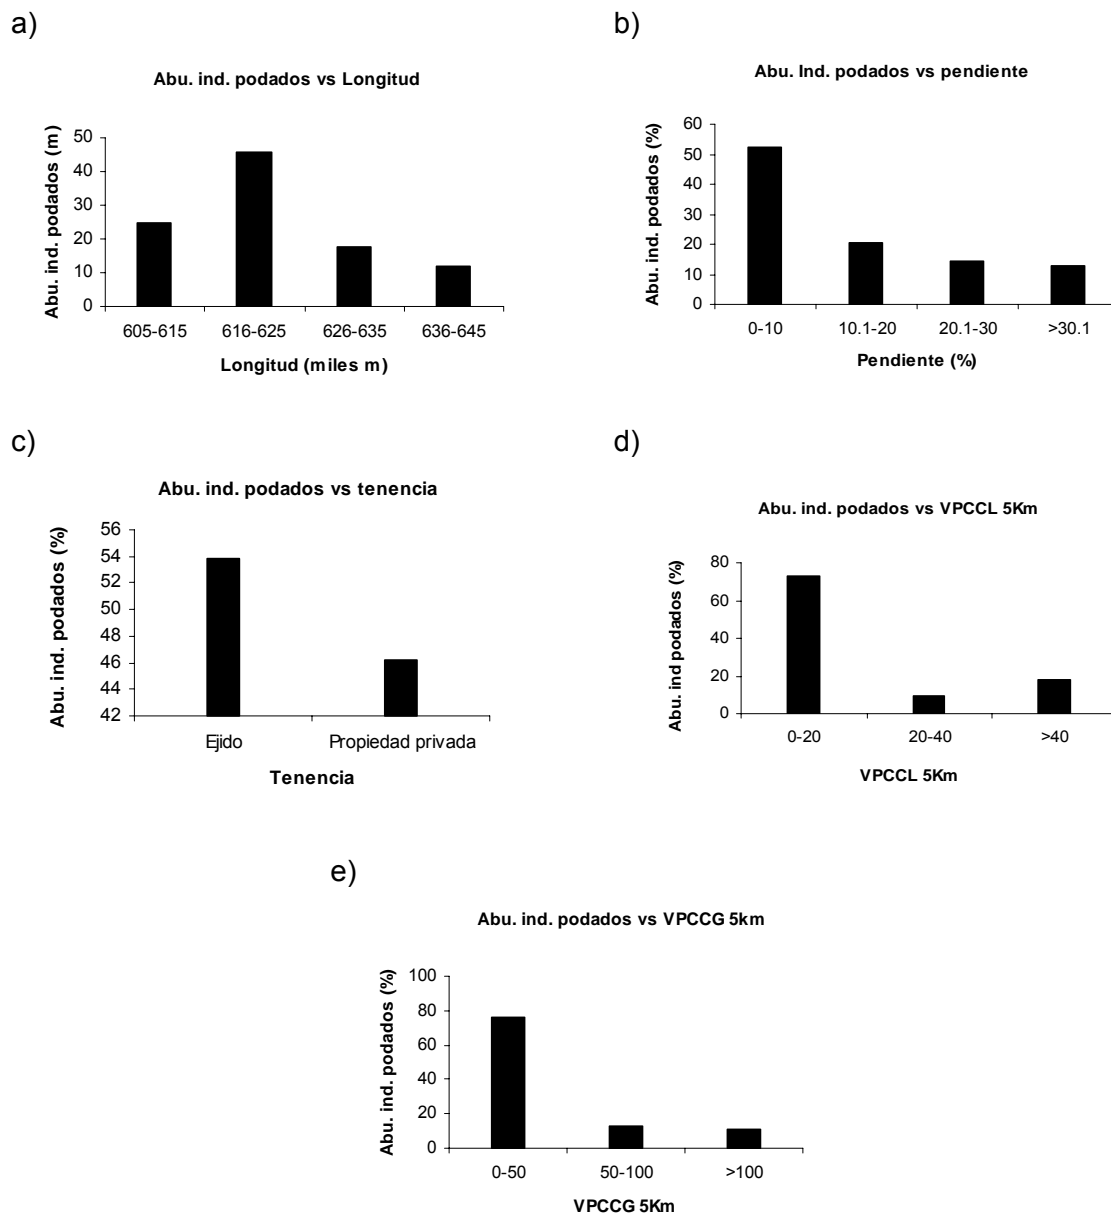 a)
Abu. ind. podados vs Longitud
Abu. ind. podados (m)
50
40
30
20
10
0
605-615 616-625 626-635 636-645
Longitud (miles m)
b)
Abu. Ind. podados vs pendiente
Abu. ind. podados (%)
60
50
40
30
20
10
0
0-10 10.1-20 20.1-30 >30.1
Pendiente (%)
c)
Abu. ind. podados vs tenencia
Abu. ind. podados (%)
56
54
52
50
48
46
44
42
Ejido Propiedad privada
Tenencia
d)
Abu. ind. podados vs VPCCL 5Km
Abu. ind podados (%)
80
60
40
20
0
0-20 20-40 >40
VPCCL 5Km
e)
Abu. ind. podados vs VPCCG 5km
Abu. ind. podados (%)
100
80
60
40
20
0
0-50 50-100 >100
VPCCG 5Km